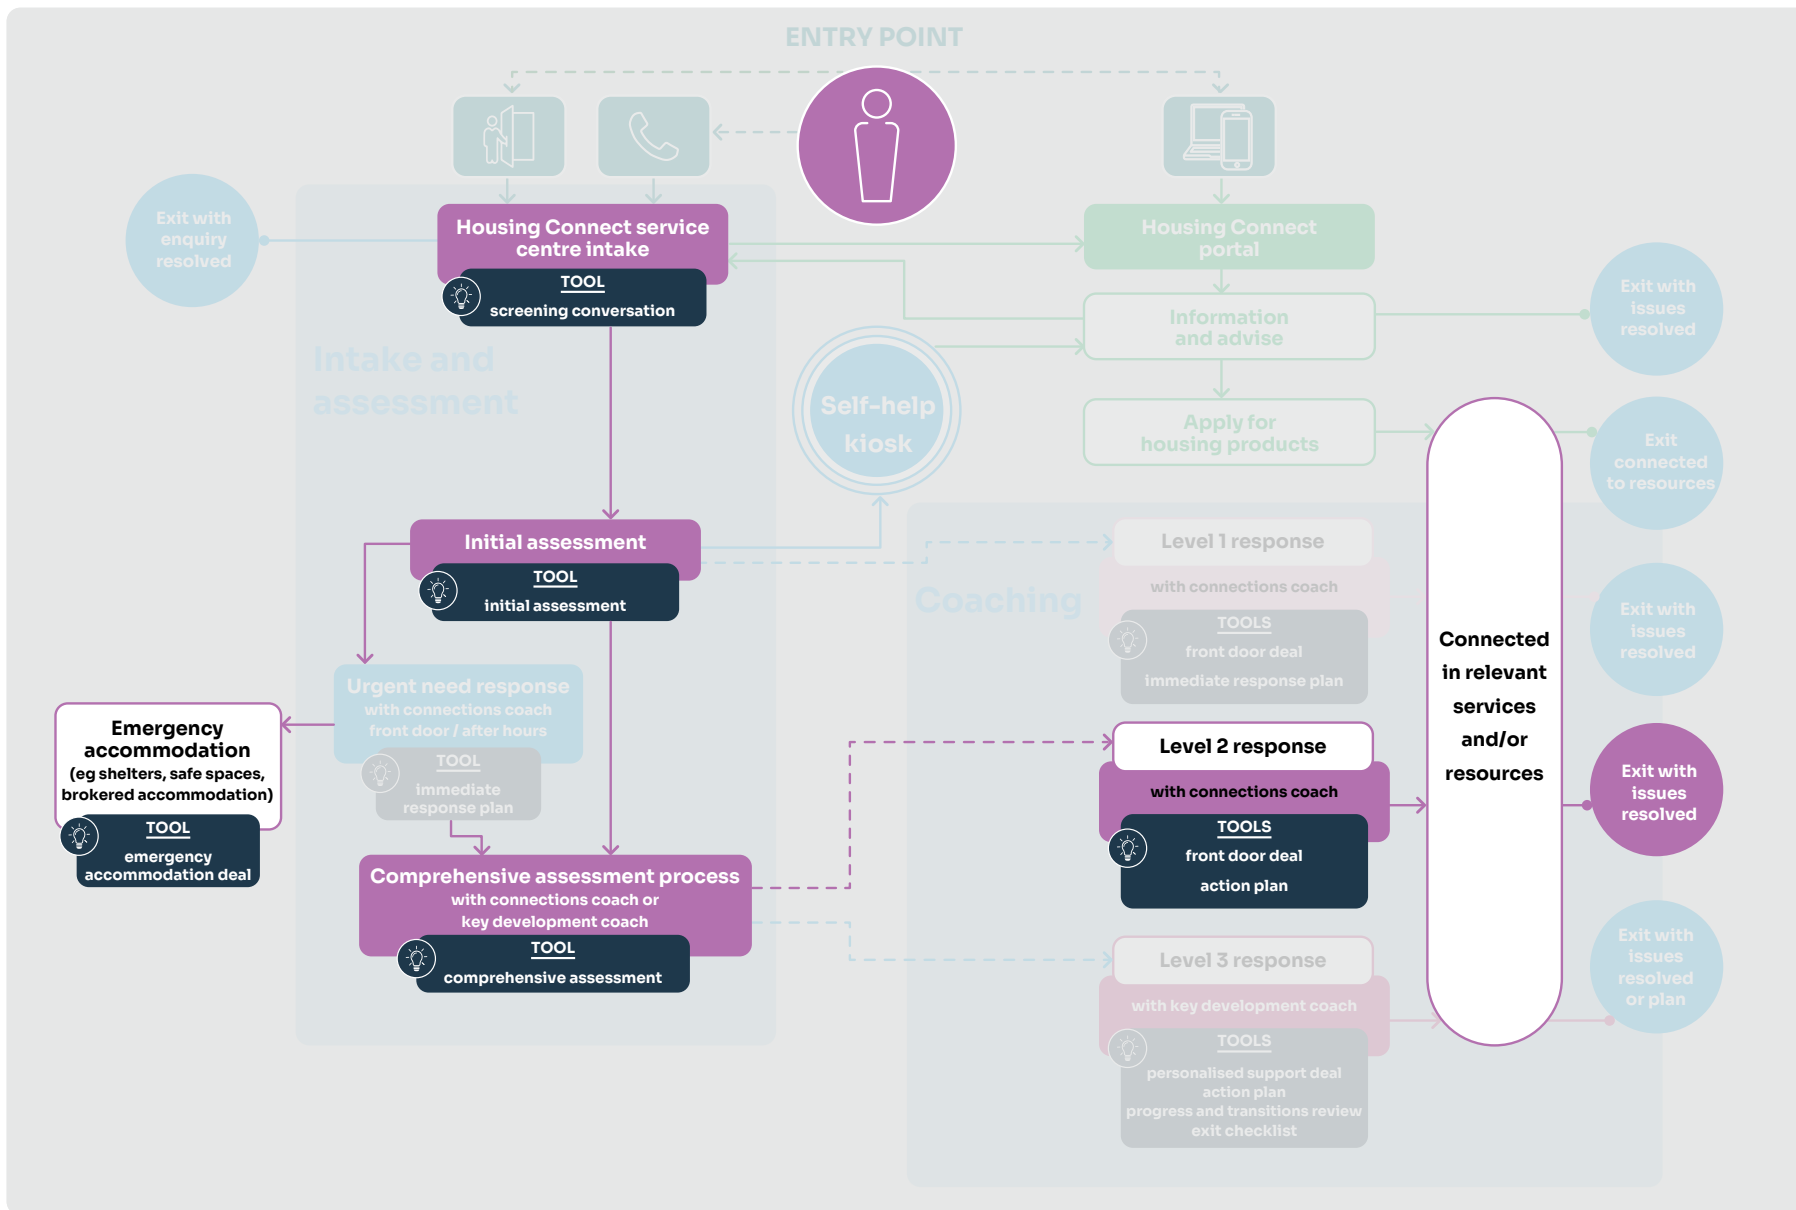 ENTRY POINT
Exit with
enquiry
resolved
Housing Connect service
centre intake
TOOL
screening conversation
Housing Connect
portal
Information
and advise
Apply for
housing products
Exit with
issues
resolved
Exit
connected
to resources
Intake and
assessment
Self-help
kiosk
Initial assessment
TOOL
initial assessment
Urgent need response
with connections coach
front door / after hours
TOOL
immediate
response plan
Emergency
accommodation
(eg shelters, safe spaces,
brokered accommodation)
TOOL
emergency
accommodation deal
Comprehensive assessment process
with connections coach or
key development coach
TOOL
comprehensive assessment
Coaching
Level 1 response
with connections coach
TOOLS
front door deal
immediate response plan
Level 2 response
with connections coach
TOOLS
front door deal
action plan
Level 3 response
with key development coach
TOOLS
personalised support deal
action plan
progress and transitions review
exit checklist
Connected
in relevant
services
and/or
resources
Exit with
issues
resolved
Exit with
issues
resolved
Exit with
issues
resolved
or plan